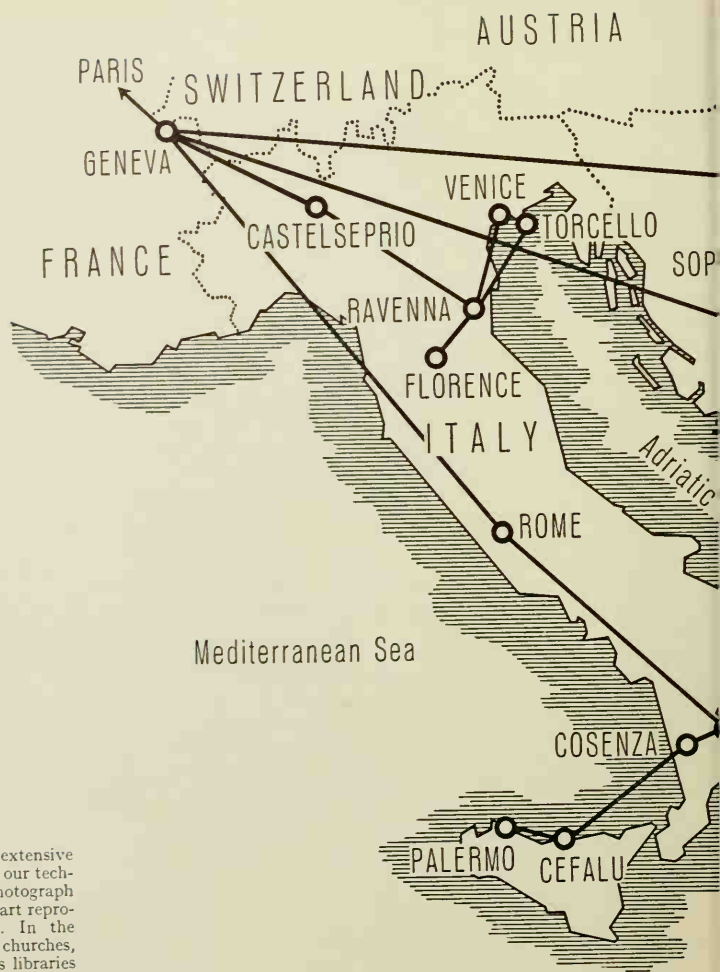 AUSTRIA
PARIS
SWITZERLAND
GENEVA
VENICE
CASTELSEPRIO
TORCELLO
FRANCE
SOP
RAVENNA
FLORENCE
ITALY
Adriatic
ROME
Mediterranean Sea
COSENZA
PALERMO
CEFALU
extensive
our tech-
hotograph
art repro-
. In the
churches,
s libraries